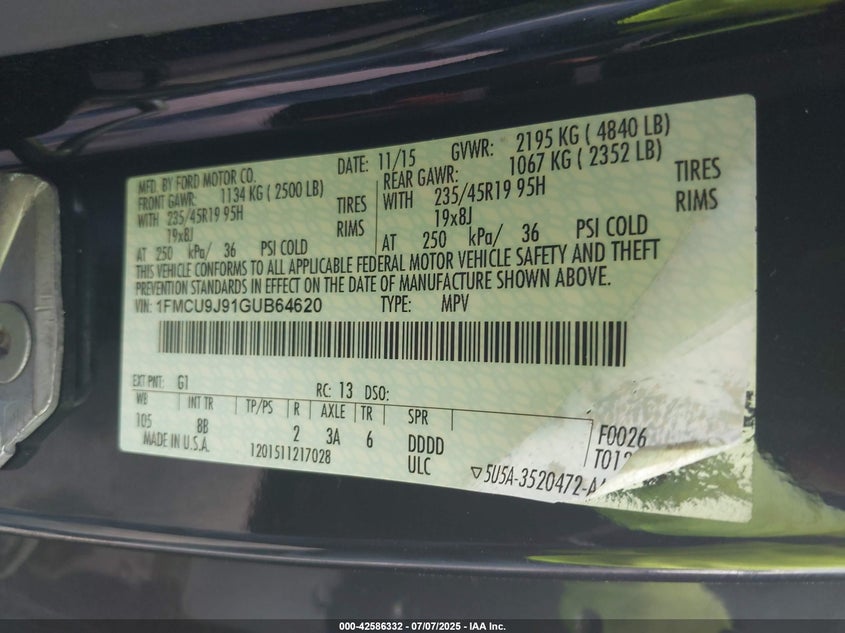 MFD. BY FORD MOTOR CO. DATE: 11/15 GVWR: 2195 KG ( 4840 LB)
FRONT GAWR: 1134 KG ( 2500 LB) REAR GAWR: 1067 KG ( 2352 LB)
WITH 235/45R19 95H TIRES WITH 235/45R19 95H TIRES
19x8J RIMS 19x8J RIMS
AT 250 kPa/ 36 PSI COLD AT 250 kPa/ 36 PSI COLD
THIS VEHICLE CONFORMS TO ALL APPLICABLE FEDERAL MOTOR VEHICLE SAFETY AND THEFT
PREVENTION STANDARDS IN EFFECT ON THE DATE OF MANUFACTURE SHOWN ABOVE.
VIN: 1FMCU9J91GUB64620 TYPE: MPV
EXT PNT: G1 RC: 13 DSO:
WB INT TR TP/PS R AXLE TR SPR
105 BB 2 3A 6 DDDD F0026
MADE IN U.S.A. 1201511217028 ULC T012
▽5U5A-3520472-AA
000-42586332 - 07/07/2025 - IAA Inc.